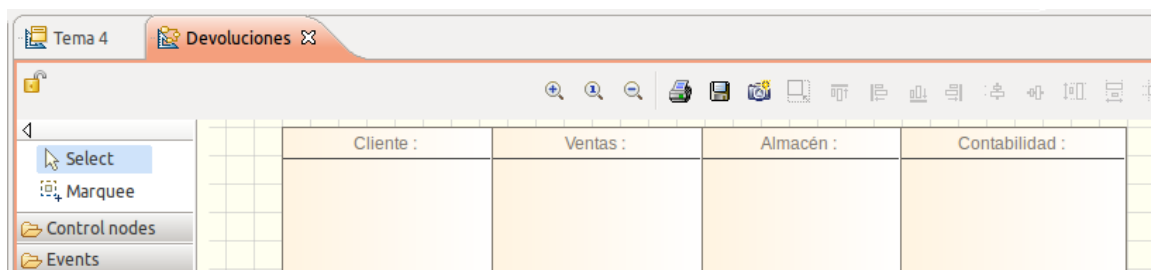 Tema 4
Devoluciones
Cliente :
Ventas :
Almacén :
Contabilidad :
Select
Marquee
Control nodes
Events